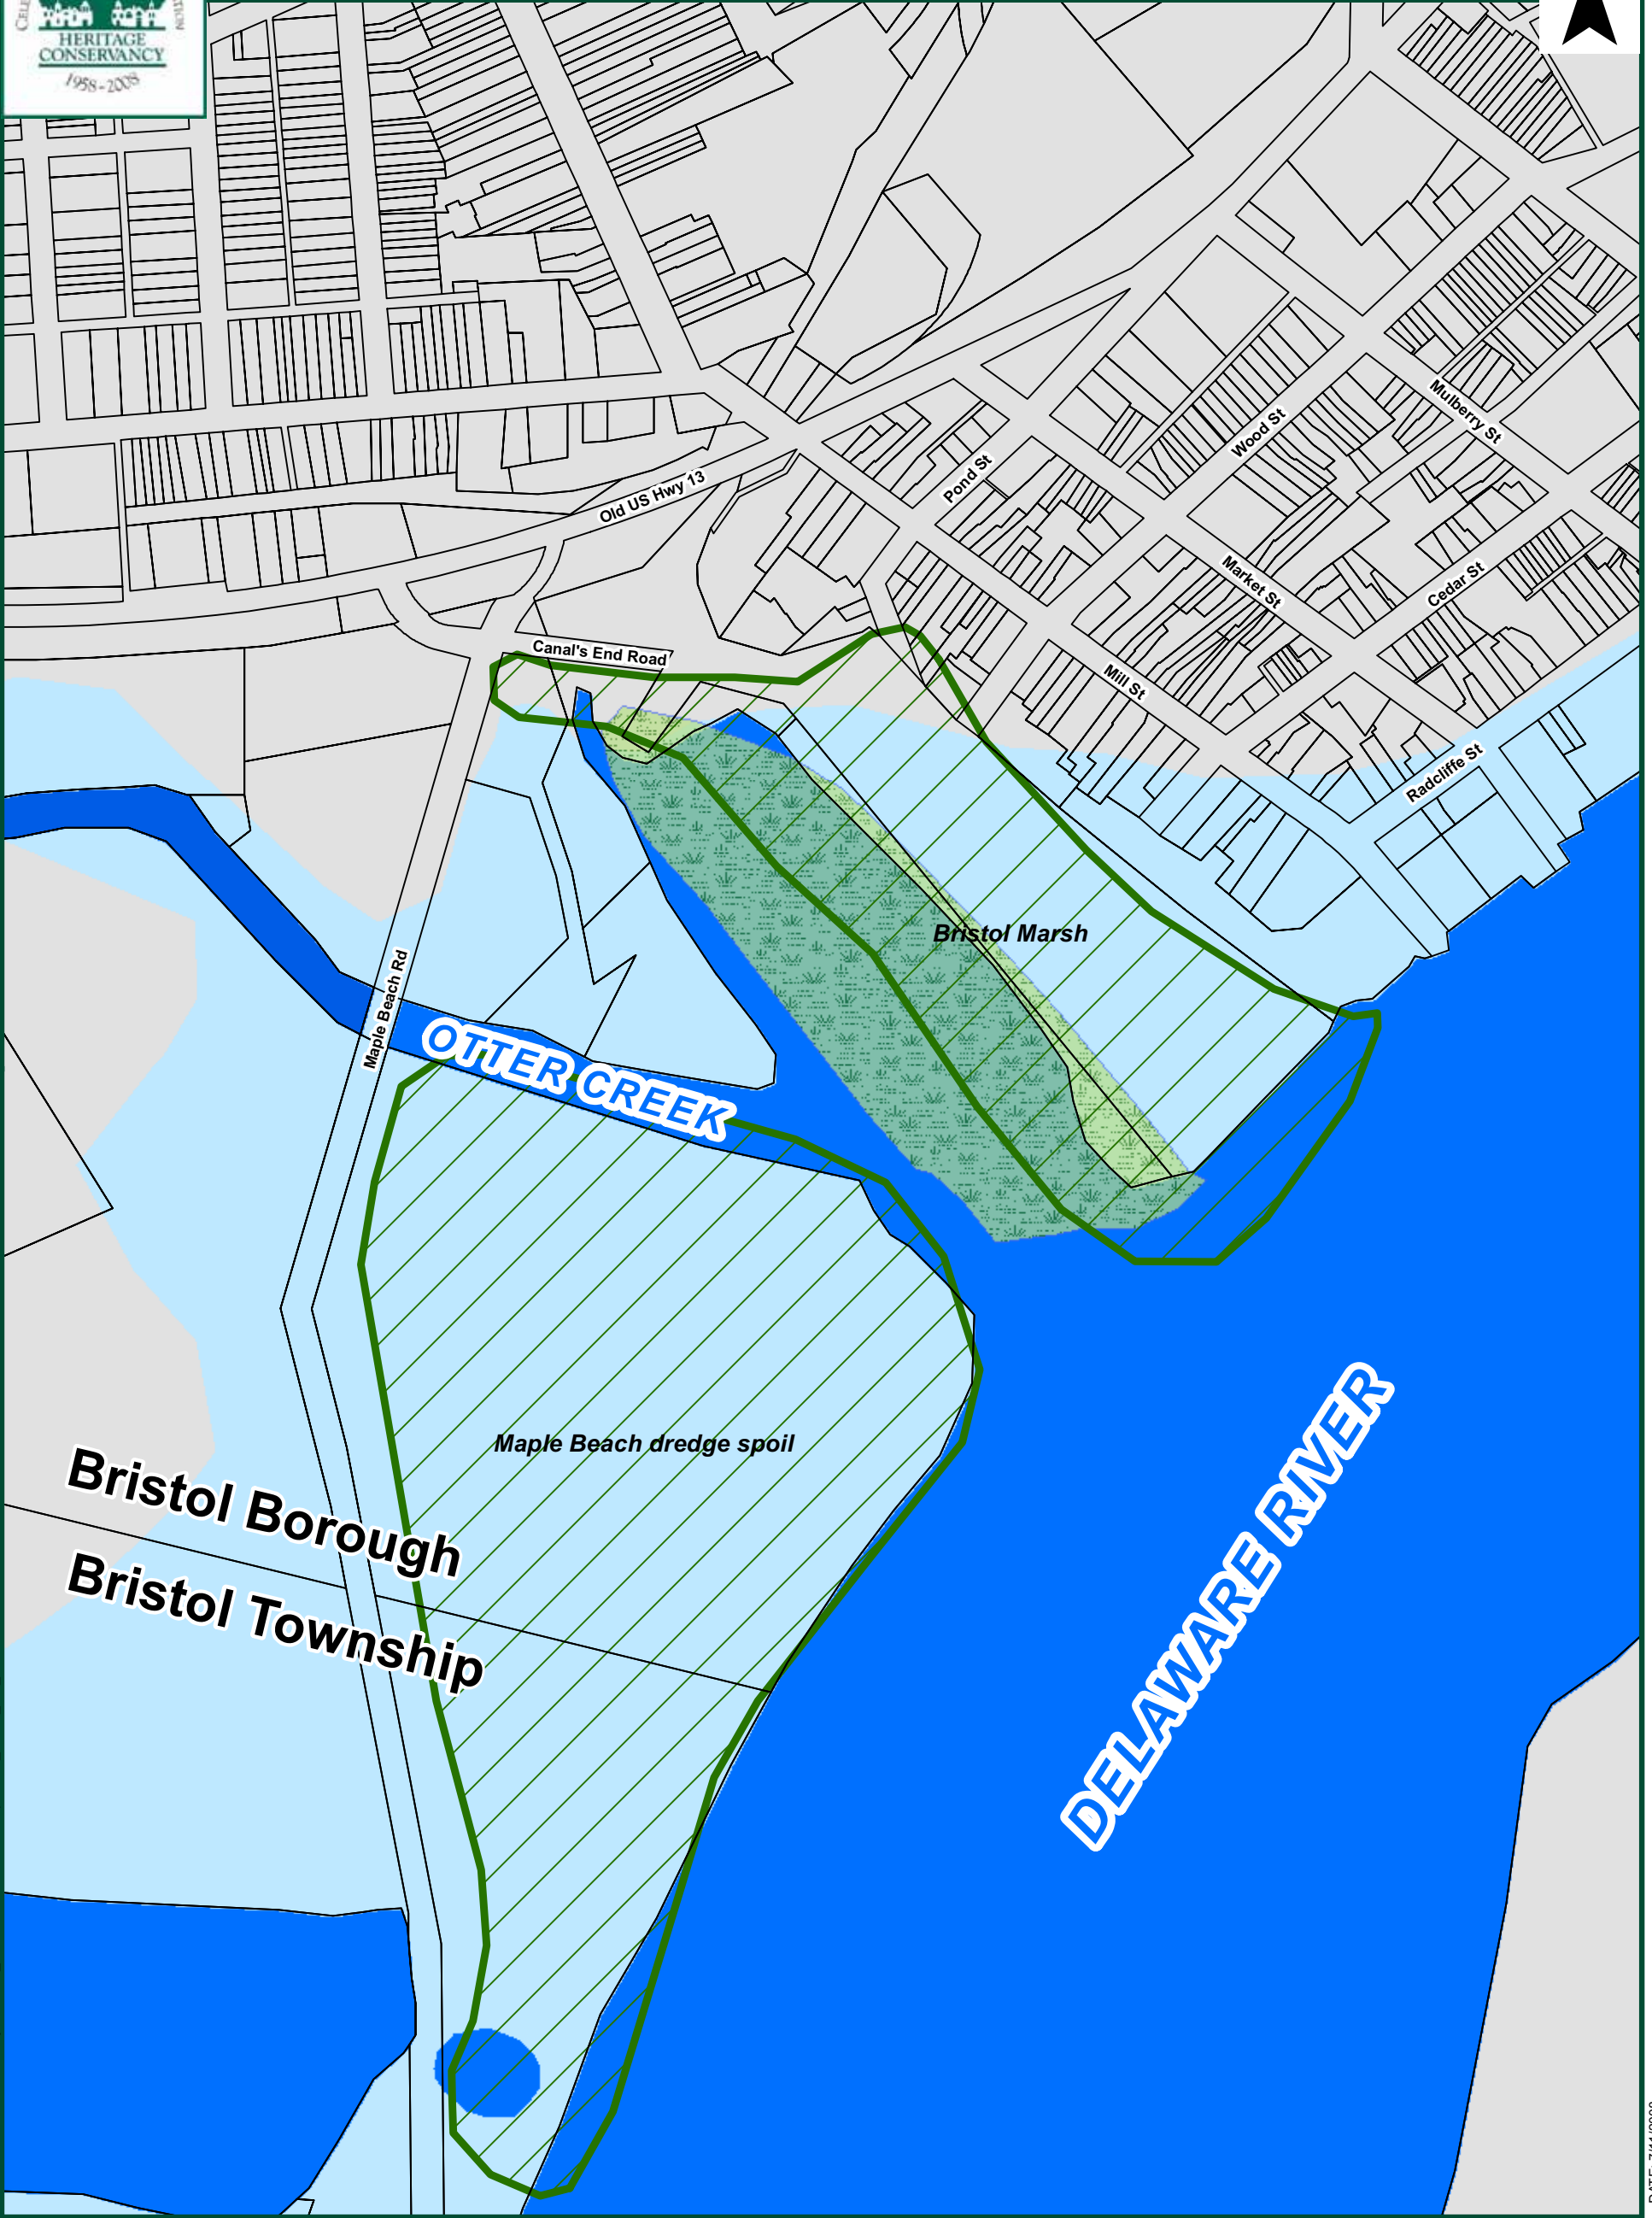 HERITAGE
CONSERVANCY
1958-2008
Mulberry St
Wood St
Pond St
Old US Hwy 13
Market St
Cedar St
Canal's End Road
Mill St
Radcliffe St
Bristol Marsh
Maple Beach Rd
OTTER CREEK
Maple Beach dredge spoil
DELAWARE RIVER
Bristol Borough
Bristol Township